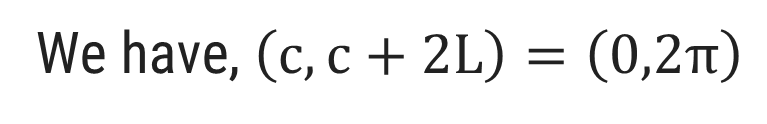 We have, (c, c + 2L) = (0,2π)